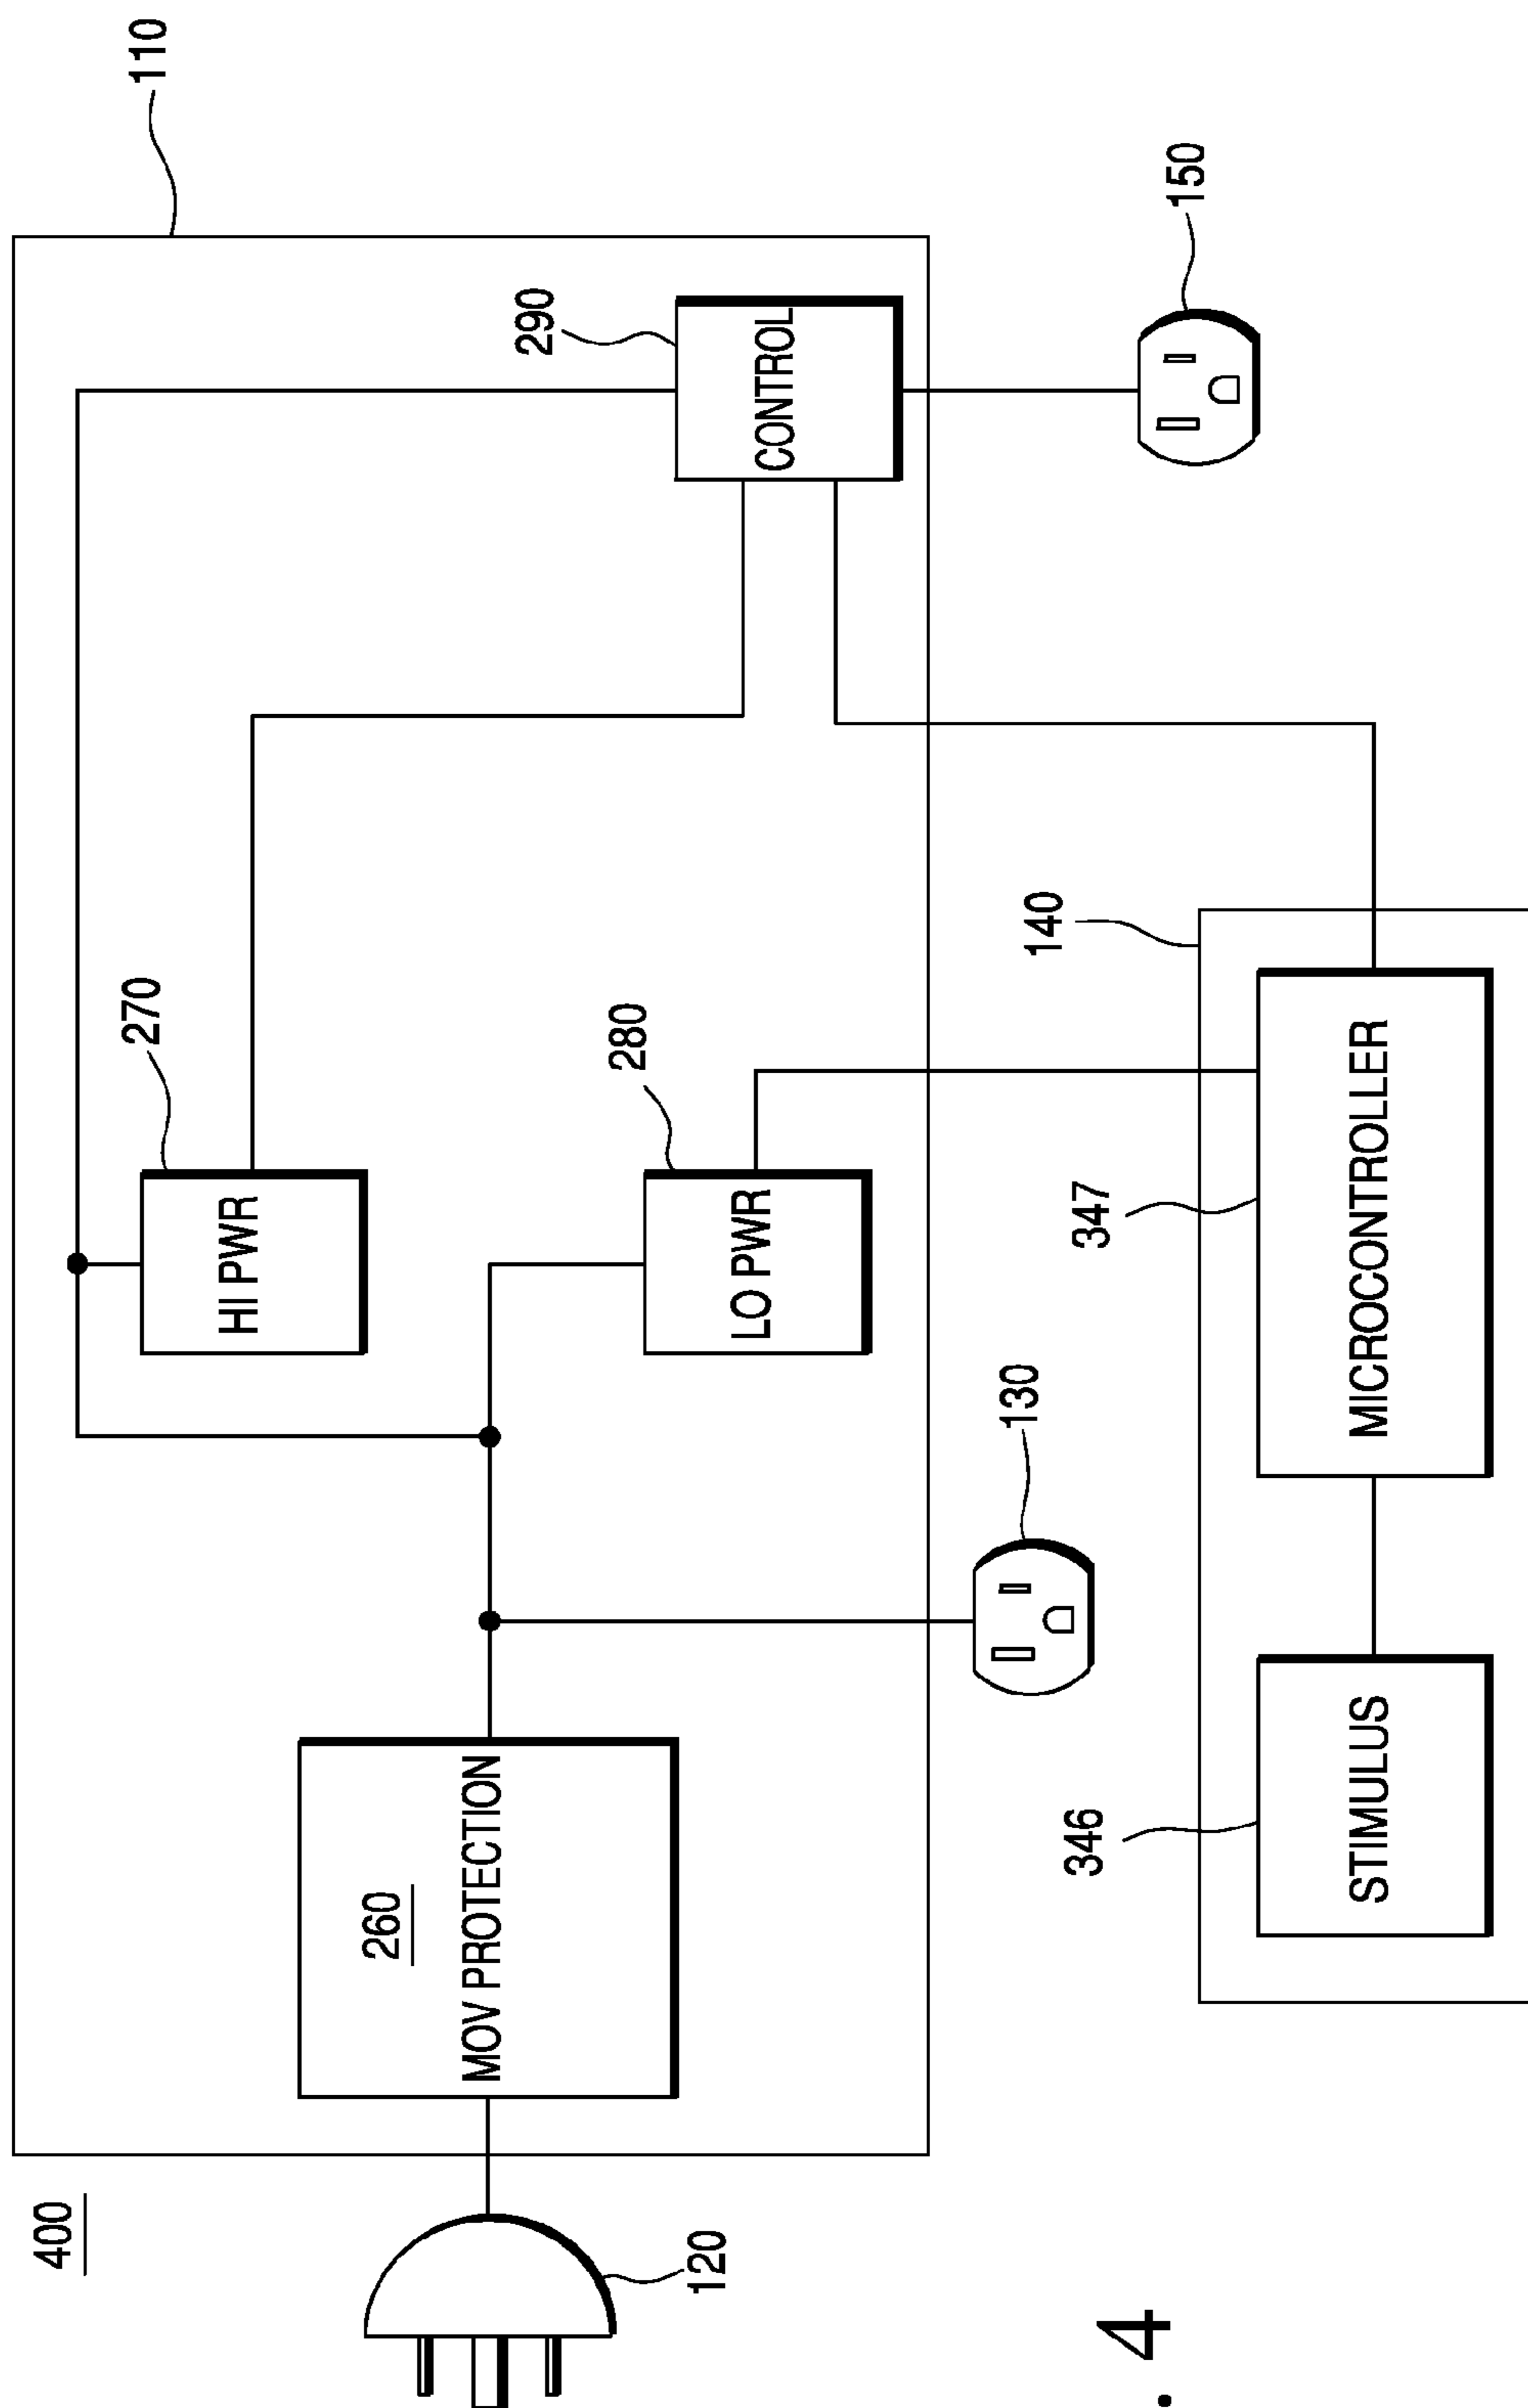 400
110
120
260
MOV PROTECTION
270
HI PWR
280
LO PWR
290
CONTROL
130
150
140
346
STIMULUS
347
MICROCONTROLLER
. 4